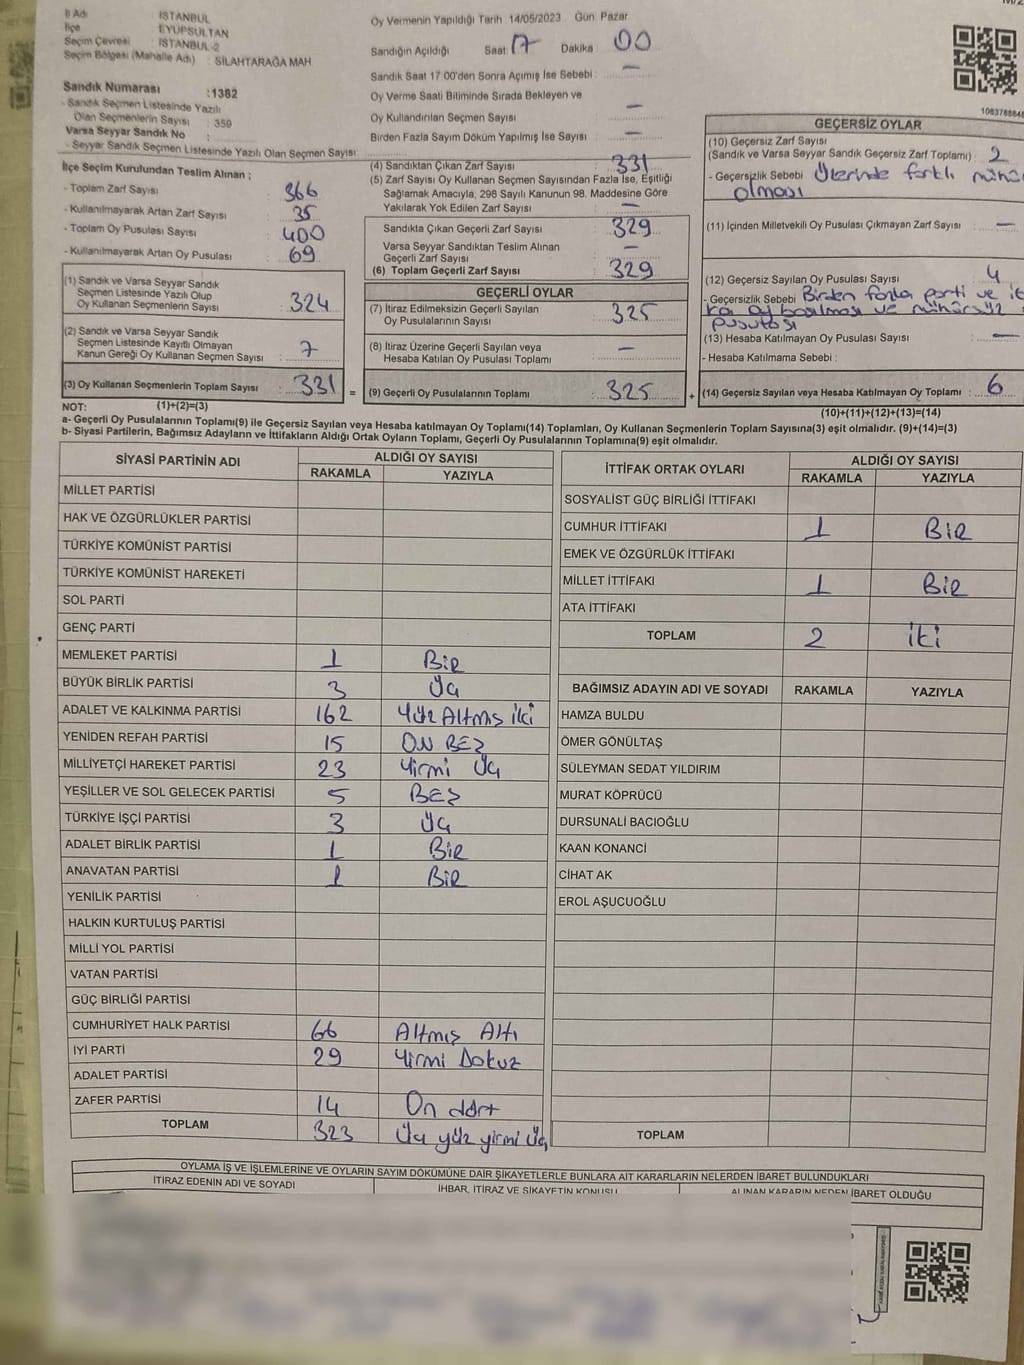 İl Adı İSTANBUL
İlçe EYÜPSULTAN
Seçim Çevresi İSTANBUL-2
Seçim Bölgesi (Mahalle Adı) : SİLAHTARAĞA MAH
Sandık Numarası :1382
- Sandık Seçmen Listesinde Yazılı
Olan Seçmenlerin Sayısı : 359
Varsa Seyyar Sandık No :
- Seyyar Sandık Seçmen Listesinde Yazılı Olan Seçmen Sayısı:
Oy Vermenin Yapıldığı Tarih 14/05/2023 Gün Pazar
Sandığın Açıldığı Saat 17 Dakika 00
Sandık Saat 17:00'den Sonra Açımış İse Sebebi : —
Oy Verme Saati Bitiminde Sırada Bekleyen ve
Oy Kullandırılan Seçmen Sayısı —
Birden Fazla Sayım Döküm Yapılmış İse Sayısı —
İlçe Seçim Kurulundan Teslim Alınan ;
- Toplam Zarf Sayısı : 366
- Kullanılmayarak Artan Zarf Sayısı : 35
- Toplam Oy Pusulası Sayısı : 400
- Kullanılmayarak Artan Oy Pusulası : 69
(1) Sandık ve Varsa Seyyar Sandık
Seçmen Listesinde Yazılı Olup
Oy Kullanan Seçmenlerin Sayısı : 324
(2) Sandık ve Varsa Seyyar Sandık
Seçmen Listesinde Kayıtlı Olmayan
Kanun Gereği Oy Kullanan Seçmen Sayısı : 7
(3) Oy Kullanan Seçmenlerin Toplam Sayısı : 331 =
(4) Sandıktan Çıkan Zarf Sayısı : 331
(5) Zarf Sayısı Oy Kullanan Seçmen Sayısından Fazla İse, Eşitliği
Sağlamak Amacıyla, 298 Sayılı Kanunun 98. Maddesine Göre
Yakılarak Yok Edilen Zarf Sayısı : —
Sandıkta Çıkan Geçerli Zarf Sayısı : 329
Varsa Seyyar Sandıktan Teslim Alınan
Geçerli Zarf Sayısı : —
(6) Toplam Geçerli Zarf Sayısı : 329
GEÇERLİ OYLAR
(7) İtiraz Edilmeksizin Geçerli Sayılan
Oy Pusulalarının Sayısı : 325
(8) İtiraz Üzerine Geçerli Sayılan veya
Hesaba Katılan Oy Pusulası Toplamı : —
(9) Geçerli Oy Pusulalarının Toplamı : 325 +
GEÇERSİZ OYLAR
(10) Geçersiz Zarf Sayısı
(Sandık ve Varsa Seyyar Sandık Geçersiz Zarf Toplamı) : 2
- Geçersizlik Sebebi Üzerinde farklı
olması
(11) İçinden Milletvekili Oy Pusulası Çıkmayan Zarf Sayısı : —
(12) Geçersiz Sayılan Oy Pusulası Sayısı : 4
- Geçersizlik Sebebi Birden fazla parti ve
oy basılması ve mühürsüz
pusulası
(13) Hesaba Katılmayan Oy Pusulası Sayısı : —
- Hesaba Katılmama Sebebi :
(14) Geçersiz Sayılan veya Hesaba Katılmayan Oy Toplamı : 6
NOT: (1)+(2)=(3) (10)+(11)+(12)+(13)=(14)
a- Geçerli Oy Pusulalarının Toplamı(9) ile Geçersiz Sayılan veya Hesaba katılmayan Oy Toplamı(14) Toplamları, Oy Kullanan Seçmenlerin Toplam Sayısına(3) eşit olmalıdır. (9)+(14)=(3)
b- Siyasi Partilerin, Bağımsız Adayların ve İttifakların Aldığı Ortak Oyların Toplamı, Geçerli Oy Pusulalarının Toplamına(9) eşit olmalıdır.
SİYASİ PARTİNİN ADI ALDIĞI OY SAYISI
RAKAMLA YAZIYLA
MİLLET PARTİSİ
HAK VE ÖZGÜRLÜKLER PARTİSİ
TÜRKİYE KOMÜNİST PARTİSİ
TÜRKİYE KOMÜNİST HAREKETİ
SOL PARTİ
GENÇ PARTİ
MEMLEKET PARTİSİ 1 Bir
BÜYÜK BİRLİK PARTİSİ 3 Üç
ADALET VE KALKINMA PARTİSİ 162 Yüz Altmış iki
YENİDEN REFAH PARTİSİ 15 ON BEŞ
MİLLİYETÇİ HAREKET PARTİSİ 23 Yirmi Üç
YEŞİLLER VE SOL GELECEK PARTİSİ 5 BEŞ
TÜRKİYE İŞÇİ PARTİSİ 3 Üç
ADALET BİRLİK PARTİSİ 1 Bir
ANAVATAN PARTİSİ 1 Bir
YENİLİK PARTİSİ
HALKIN KURTULUŞ PARTİSİ
MİLLİ YOL PARTİSİ
VATAN PARTİSİ
GÜÇ BİRLİĞİ PARTİSİ
CUMHURİYET HALK PARTİSİ 66 Altmış Altı
İYİ PARTİ 29 Yirmi Dokuz
ADALET PARTİSİ
ZAFER PARTİSİ 14 On dört
TOPLAM 323 Üç yüz yirmi Üç
İTTİFAK ORTAK OYLARI ALDIĞI OY SAYISI
RAKAMLA YAZIYLA
SOSYALİST GÜÇ BİRLİĞİ İTTİFAKI
CUMHUR İTTİFAKI 1 Bir
EMEK VE ÖZGÜRLÜK İTTİFAKI
MİLLET İTTİFAKI 1 Bir
ATA İTTİFAKI
TOPLAM 2 iki
BAĞIMSIZ ADAYIN ADI VE SOYADI RAKAMLA YAZIYLA
HAMZA BULDU
ÖMER GÖNÜLTAŞ
SÜLEYMAN SEDAT YILDIRIM
MURAT KÖPRÜCÜ
DURSUNALİ BACIOĞLU
KAAN KONANCİ
CİHAT AK
EROL AŞUCUOĞLU
TOPLAM
OYLAMA İŞ VE İŞLEMLERİNE VE OYLARIN SAYIM DÖKÜMÜNE DAİR ŞİKAYETLERLE BUNLARA AİT KARARLARIN NELERDEN İBARET BULUNDUKLARI
İTİRAZ EDENİN ADI VE SOYADI İHBAR, İTİRAZ VE ŞİKAYETİN KONUSU ALINAN KARARIN NEDEN İBARET OLDUĞU